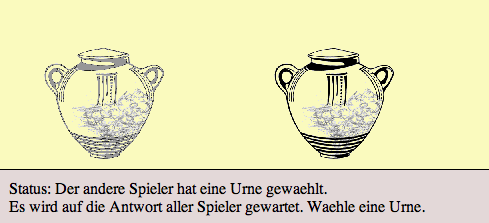 Status: Der andere Spieler hat eine Urne gewaehlt.
Es wird auf die Antwort aller Spieler gewartet. Waehle eine Urne.